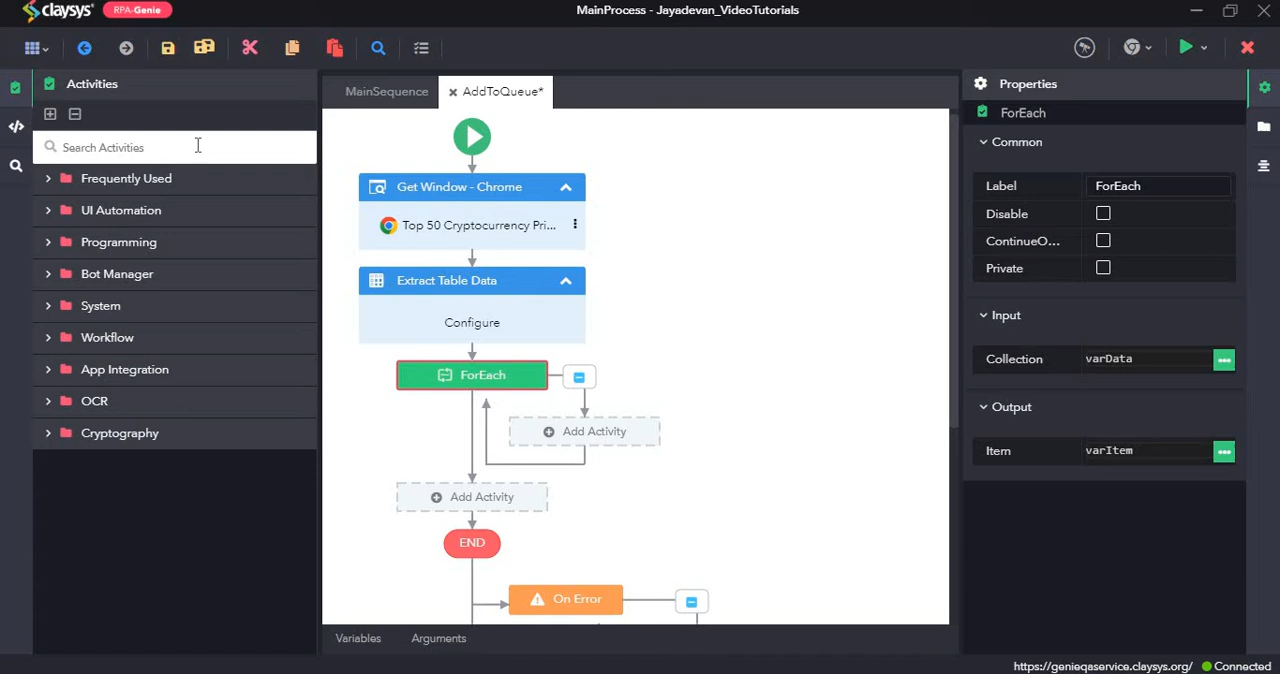 claysys®
RPA-Genie
MainProcess - Jayadevan_VideoTutorials
Activities
Search Activities
Frequently Used
UI Automation
Programming
Bot Manager
System
Workflow
App Integration
OCR
Cryptography
MainSequence
AddToQueue*
Get Window - Chrome
Top 50 Cryptocurrency Pri...
Extract Table Data
Configure
ForEach
Add Activity
Add Activity
END
On Error
Variables
Arguments
Properties
ForEach
Common
Label
ForEach
Disable
ContinueO...
Private
Input
Collection
varData
Output
Item
varItem
https://genieqaservice.claysys.org/
Connected